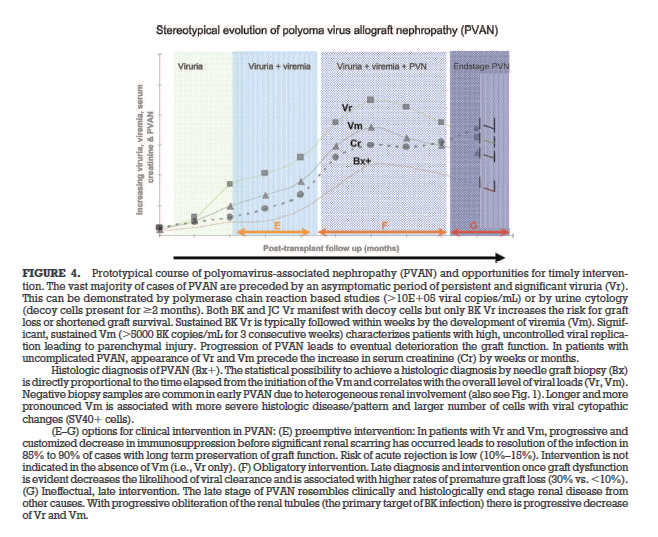 Stereotypical evolution of polyoma virus allograft nephropathy (PVAN)
Viruria
Viruria + viremia
Viruria + viremia + PVN
Endstage PVN
Increasing viruria, viremia, serum
creatinine & PVAN
Vr
Vm
Cr
Bx+
E
F
G
Post-transplant follow up (months)
FIGURE 4. Prototypical course of polyomavirus-associated nephropathy (PVAN) and opportunities for timely interven-
tion. The vast majority of cases of PVAN are preceded by an asymptomatic period of persistent and significant viruria (Vr).
This can be demonstrated by polymerase chain reaction based studies (>10E+05 viral copies/mL) or by urine cytology
(decoy cells present for ≥2 months). Both BK and JC Vr manifest with decoy cells but only BK Vr increases the risk for graft
loss or shortened graft survival. Sustained BK Vr is typically followed within weeks by the development of viremia (Vm). Signif-
icant, sustained Vm (>5000 BK copies/mL for 3 consecutive weeks) characterizes patients with high, uncontrolled viral replica-
tion leading to parenchymal injury. Progression of PVAN leads to eventual deterioration of the graft function. In patients with
uncomplicated PVAN, appearance of Vr and Vm precede the increase in serum creatinine (Cr) by weeks or months.
Histologic diagnosis of PVAN (Bx+). The statistical possibility to achieve a histologic diagnosis by needle graft biopsy (Bx)
is directly proportional to the time elapsed from the initiation of the Vm and correlates with the overall level of viral loads (Vr, Vm).
Negative biopsy samples are common in early PVAN due to heterogeneous renal involvement (also see Fig. 1). Longer and more
pronounced Vm is associated with more severe histologic disease/pattern and larger number of cells with viral cytopathic
changes (SV40+ cells).
(E–G) options for clinical intervention in PVAN: (E) preemptive intervention: In patients with Vr and Vm, progressive and
customized decrease in immunosuppression before significant renal scarring has occurred leads to resolution of the infection in
85% to 90% of cases with long term preservation of graft function. Risk of acute rejection is low (10%–15%). Intervention is not
indicated in the absence of Vm (i.e., Vr only). (F) Obligatory intervention. Late diagnosis and intervention once graft dysfunction
is evident decreases the likelihood of viral clearance and is associated with higher rates of premature graft loss (30% vs. <10%).
(G) Ineffectual, late intervention. The late stage of PVAN resembles clinically and histologically end stage renal disease from
other causes. With progressive obliteration of the renal tubules (the primary target of BK infection) there is progressive decrease
of Vr and Vm.